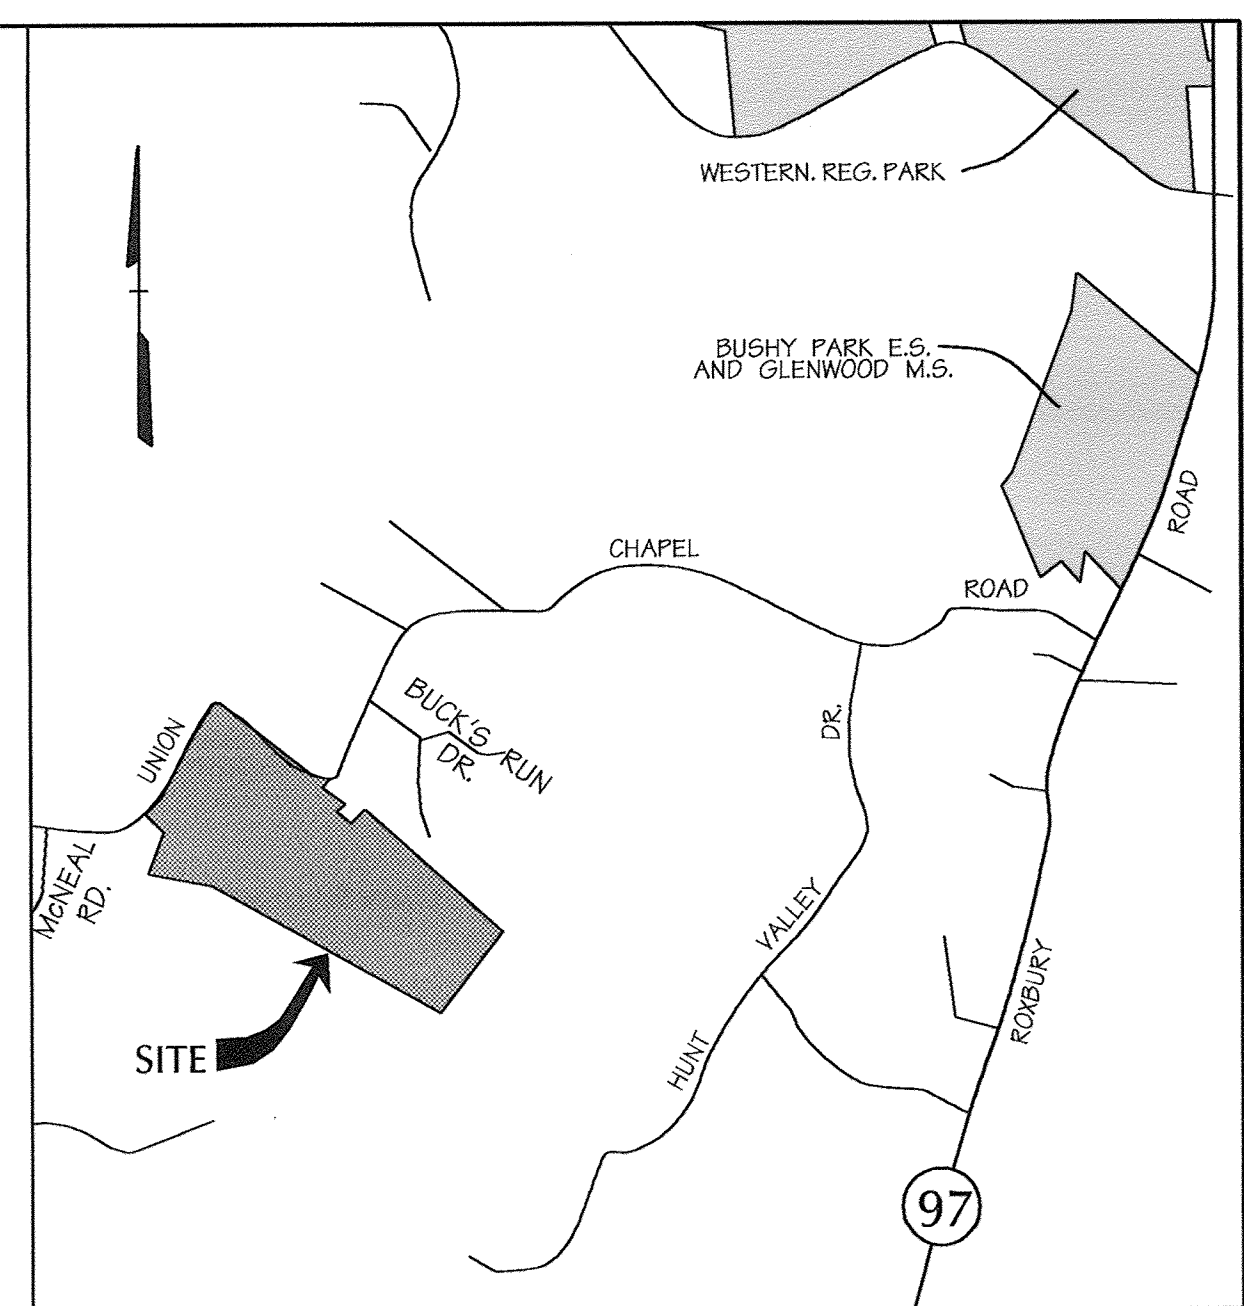 WESTERN. REG. PARK
BUSHY PARK E.S.
AND GLENWOOD M.S.
ROAD
CHAPEL
ROAD
BUCK'S RUN
DR.
UNION
DR.
McNEAL
RD.
VALLEY
ROXBURY
HUNT
SITE
97